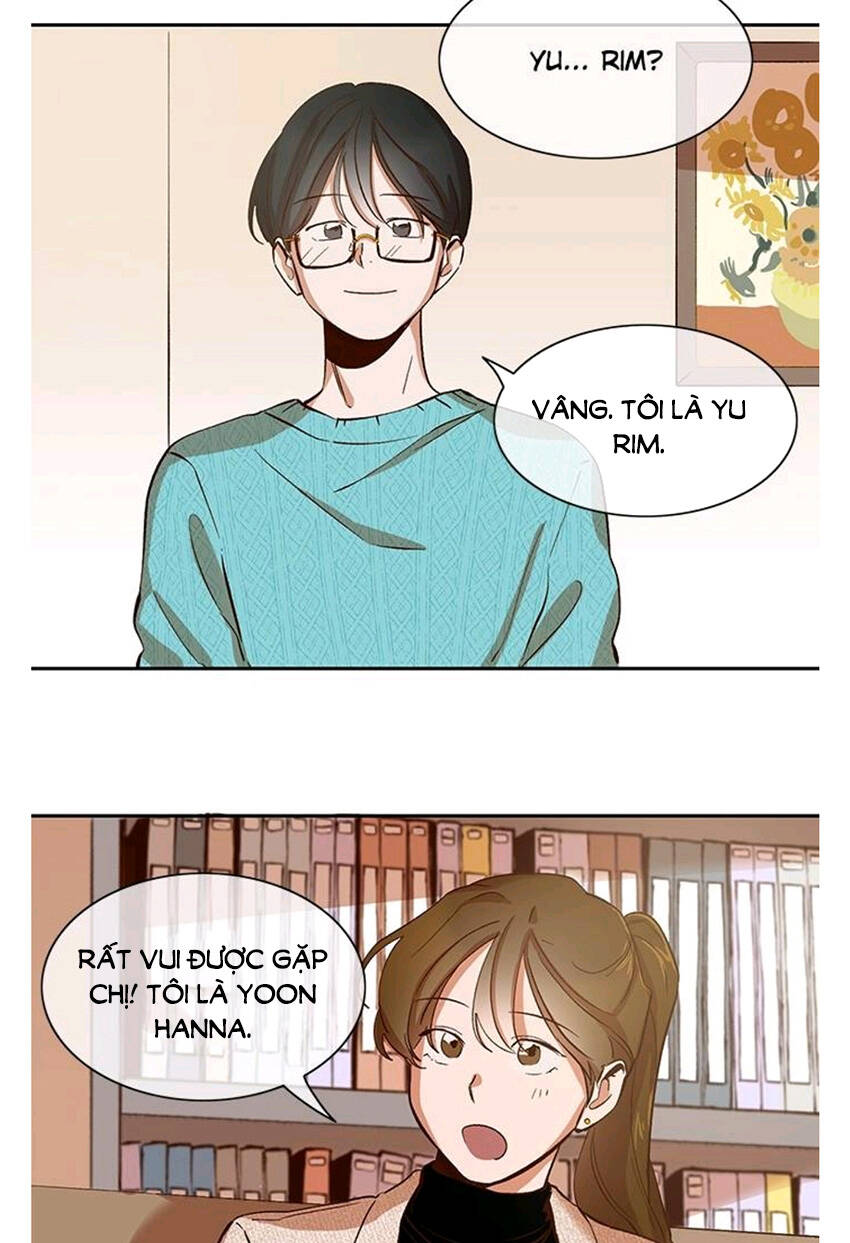 YU... RIM?
VÂNG. TÔI LÀ YU
RIM.
RẤT VUI ĐƯỢC GẶP
CHỊ! TÔI LÀ YOON
HANNA.